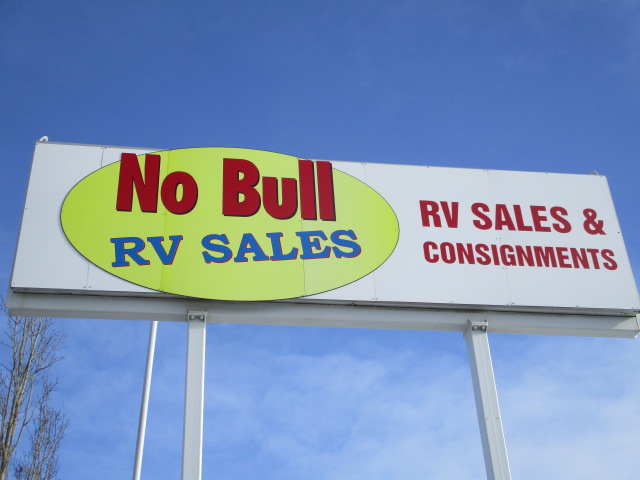 No Bull
RV SALES
RV SALES &
CONSIGNMENTS